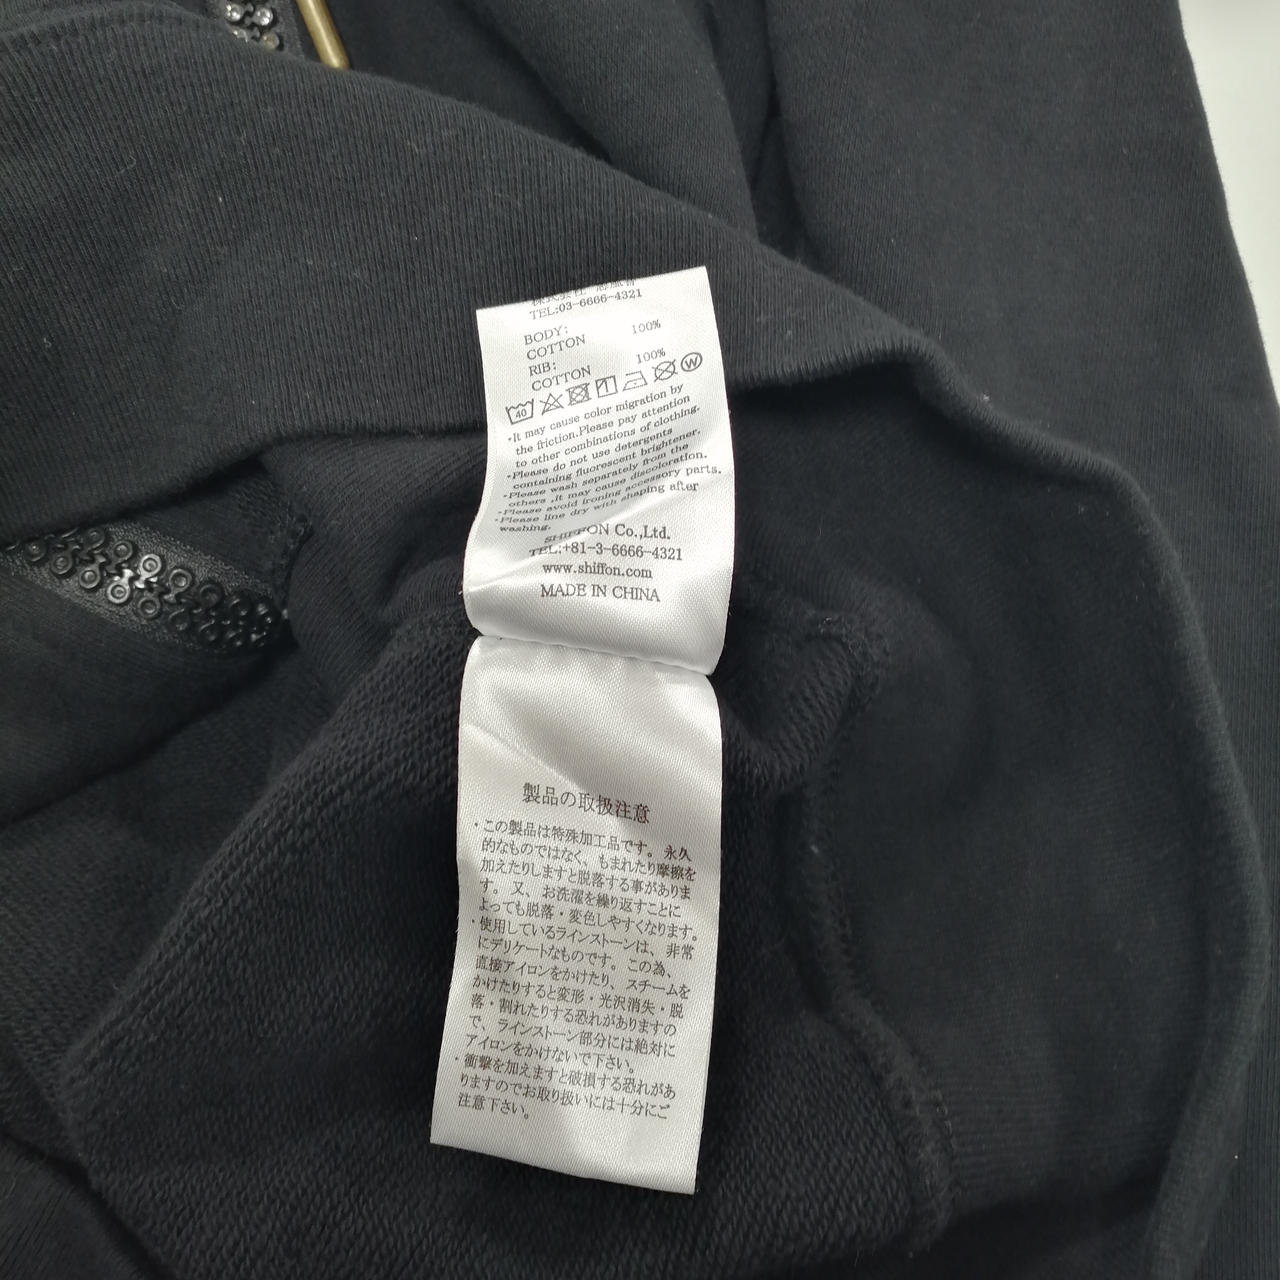 TEL:03-6666-4321
BODY:
COTTON 100%
RIB:
COTTON 100%
40 W
・It may cause color migration by
the friction.Please pay attention
to other combinations of clothing.
・Please do not use detergents
containing fluorescent brightener.
・Please wash separately from the
others ,it may cause discoloration.
・Please avoid ironing accessory parts.
・Please line dry with shaping after
washing.
SHIFFON Co.,Ltd.
TEL:+81-3-6666-4321
www.shiffon.com
MADE IN CHINA
製品の取扱注意
・この製品は特殊加工品です。永久
的なものではなく、もまれたり摩擦を
加えたりしますと脱落する事がありま
す。又、お洗濯を繰り返すことに
よっても脱落・変色しやすくなります。
・使用しているラインストーンは、非常
にデリケートなものです。この為、
直接アイロンをかけたり、スチームを
かけたりすると変形・光沢消失・脱
落・割れたりする恐れがありますの
で、ラインストーン部分には絶対に
アイロンをかけないで下さい。
・衝撃を加えますと破損する恐れがあ
りますのでお取り扱いには十分にご
注意下さい。